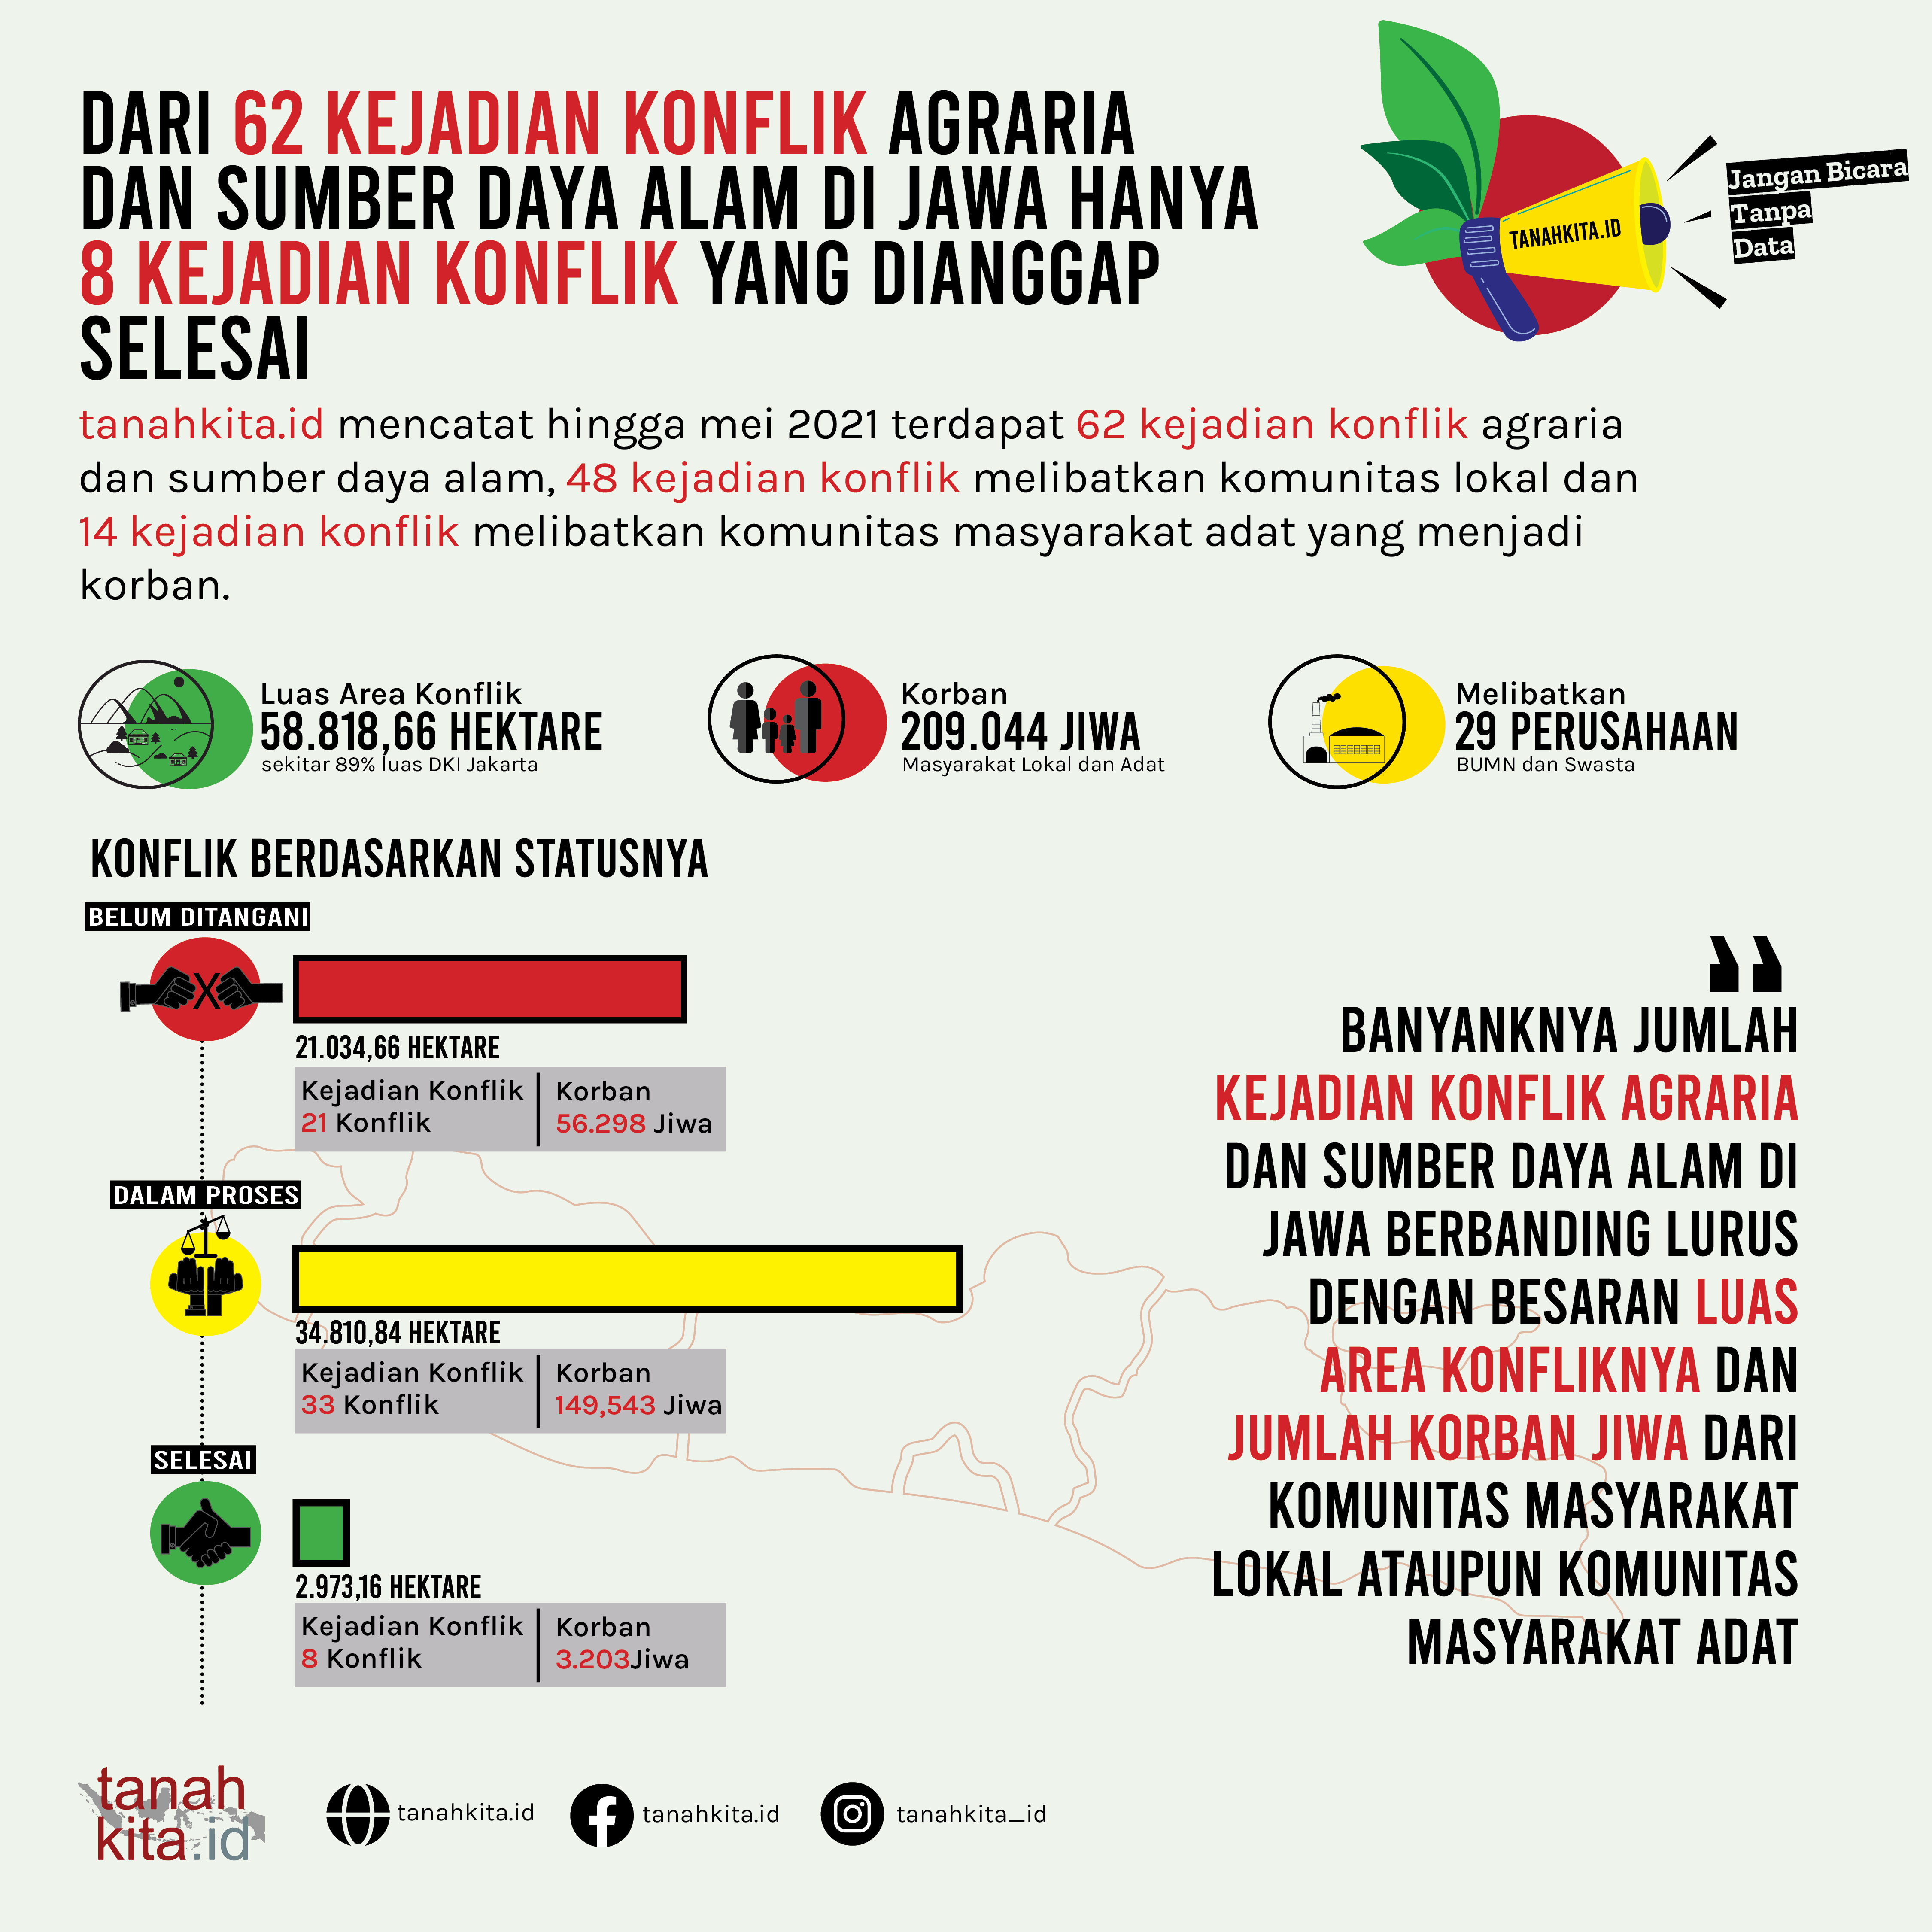 DARI 62 KEJADIAN KONFLIK AGRARIA
DAN SUMBER DAYA ALAM DI JAWA HANYA
8 KEJADIAN KONFLIK YANG DIANGGAP
SELESAI
TANAHKITA.ID
Jangan Bicara
Tanpa
Data
tanahkita.id mencatat hingga mei 2021 terdapat 62 kejadian konflik agraria
dan sumber daya alam, 48 kejadian konflik melibatkan komunitas lokal dan
14 kejadian konflik melibatkan komunitas masyarakat adat yang menjadi
korban.
Luas Area Konflik
58.818,66 HEKTARE
sekitar 89% luas DKI Jakarta
Korban
209.044 JIWA
Masyarakat Lokal dan Adat
Melibatkan
29 PERUSAHAAN
BUMN dan Swasta
KONFLIK BERDASARKAN STATUSNYA
BELUM DITANGANI
X
21.034,66 HEKTARE
Kejadian Konflik
21 Konflik
Korban
56.298 Jiwa
DALAM PROSES
34.810,84 HEKTARE
Kejadian Konflik
33 Konflik
Korban
149,543 Jiwa
SELESAI
2.973,16 HEKTARE
Kejadian Konflik
8 Konflik
Korban
3.203Jiwa
BANYANKNYA JUMLAH
KEJADIAN KONFLIK AGRARIA
DAN SUMBER DAYA ALAM DI
JAWA BERBANDING LURUS
DENGAN BESARAN LUAS
AREA KONFLIKNYA DAN
JUMLAH KORBAN JIWA DARI
KOMUNITAS MASYARAKAT
LOKAL ATAUPUN KOMUNITAS
MASYARAKAT ADAT
tanah
kita.id
tanahkita.id
tanahkita.id
tanahkita_id